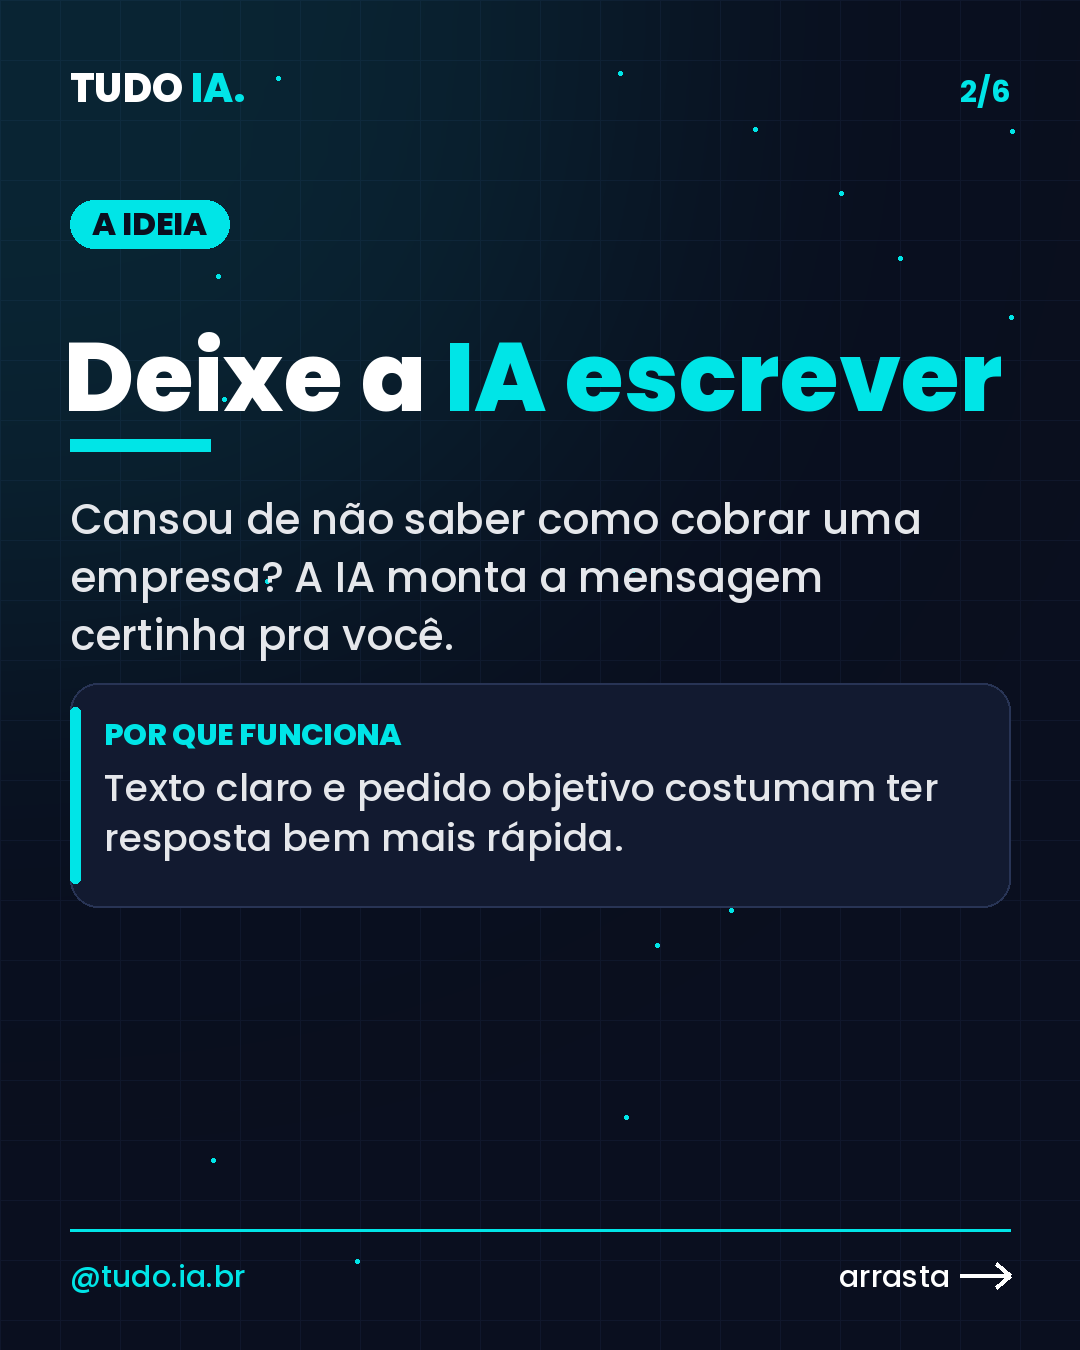 TUDO IA.
2/6
A IDEIA
Deixe a IA escrever
Cansou de não saber como cobrar uma
empresa? A IA monta a mensagem
certinha pra você.
POR QUE FUNCIONA
Texto claro e pedido objetivo costumam ter
resposta bem mais rápida.
@tudo.ia.br
arrasta